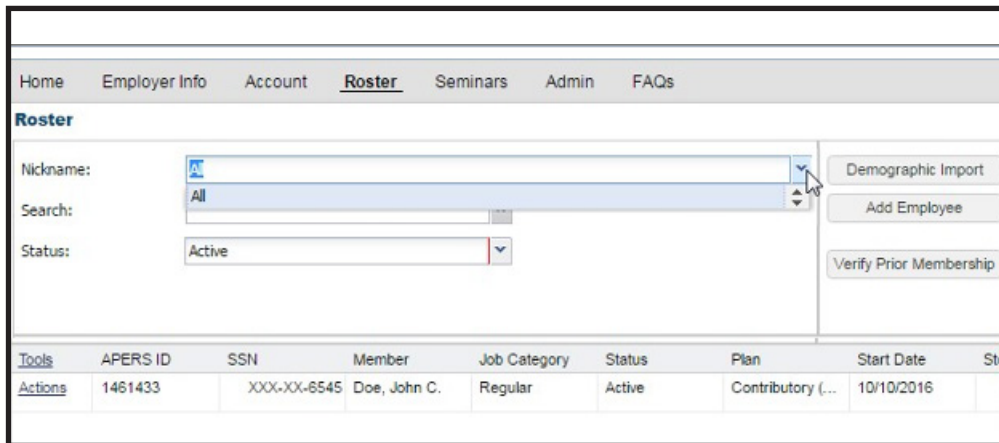 Home Employer Info Account Roster Seminars Admin FAQs
Roster
Nickname: All Demographic Import
All
Search: Add Employee
Status: Active
Verify Prior Membership
Tools APERS ID SSN Member Job Category Status Plan Start Date
Actions 1461433 XXX-XX-6545 Doe, John C. Regular Active Contributory (... 10/10/2016